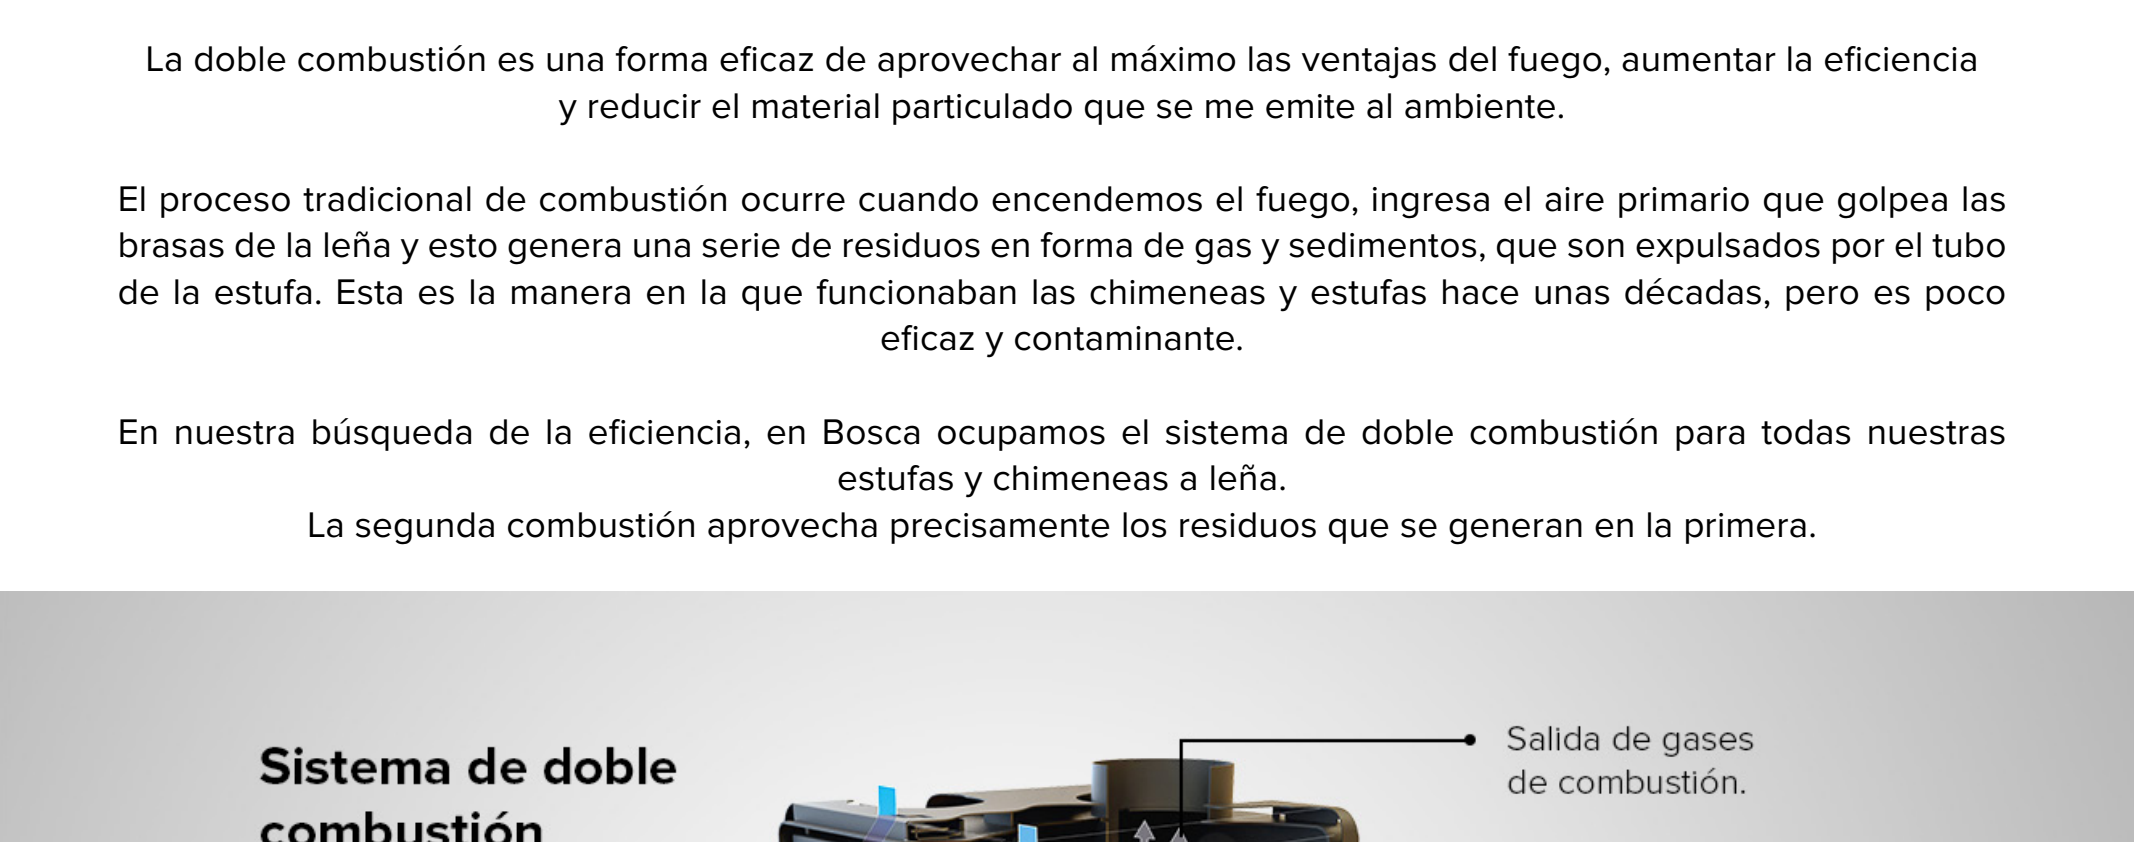 La doble combustión es una forma eficaz de aprovechar al máximo las ventajas del fuego, aumentar la eficiencia
y reducir el material particulado que se me emite al ambiente.
El proceso tradicional de combustión ocurre cuando encendemos el fuego, ingresa el aire primario que golpea las
brasas de la leña y esto genera una serie de residuos en forma de gas y sedimentos, que son expulsados por el tubo
de la estufa. Esta es la manera en la que funcionaban las chimeneas y estufas hace unas décadas, pero es poco
eficaz y contaminante.
En nuestra búsqueda de la eficiencia, en Bosca ocupamos el sistema de doble combustión para todas nuestras
estufas y chimeneas a leña.
La segunda combustión aprovecha precisamente los residuos que se generan en la primera.
Sistema de doble
combustión
Salida de gases
de combustión.